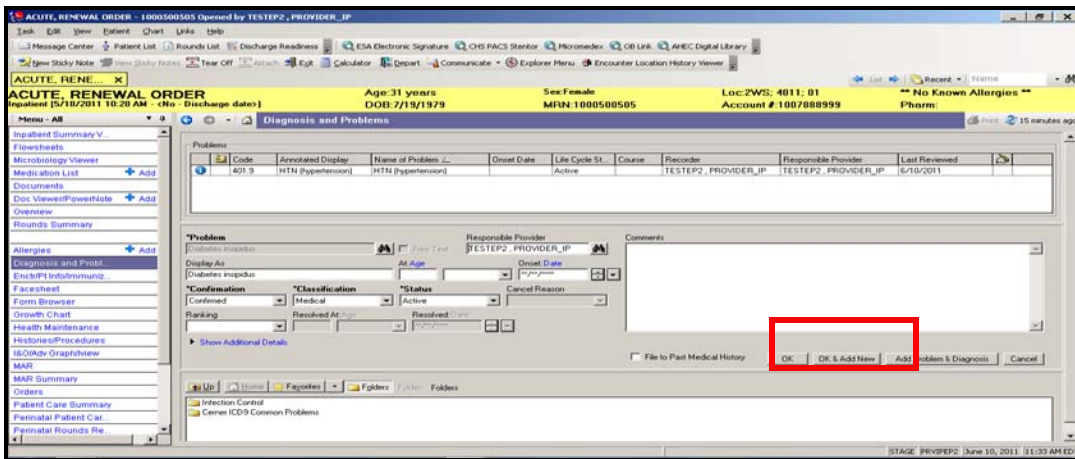 ACUTE, RENEWAL ORDER - 1000500505 Opened by TESTEP2 , PROVIDER_IP
Task Edit View Patient Chart Links Help
Message Center Patient List Rounds List Discharge Readiness ESA Electronic Signature CHS PACS Stentor Micromedex OB Link AHEC Digital Library
New Sticky Note View Sticky Notes Tear Off Attach Exit Calculator Depart Communicate Explorer Menu Encounter Location History Viewer
ACUTE, RENE... x List Recent Name
ACUTE, RENEWAL ORDER Age:31 years Sex:Female Loc:2WS; 4011; 01 ** No Known Allergies **
Inpatient [5/18/2011 10:20 AM - <No - Discharge date>] DOB:7/19/1979 MRN:1000500505 Account #:1007888999 Pharm:
Menu - All Diagnosis and Problems Print 15 minutes ago
Inpatient Summary V...
Flowsheets
Microbiology Viewer
Medication List Add
Documents
Doc Viewer/PowerNote Add
Overview
Rounds Summary
Allergies Add
Diagnosis and Probl...
Enctr/Pt Info/Immuniz...
Facesheet
Form Browser
Growth Chart
Health Maintenance
Histories/Procedures
I&O/Adv Graph/Iview
MAR
MAR Summary
Orders
Patient Care Summary
Perinatal Patient Car...
Perinatal Rounds Re...
Problems
Code Annotated Display Name of Problem Onset Date Life Cycle St... Course Recorder Responsible Provider Last Reviewed
401.9 HTN (hypertension) HTN (hypertension) Active TESTEP2 , PROVIDER_IP TESTEP2 , PROVIDER_IP 6/10/2011
*Problem Responsible Provider Comments
Diabetes insipidus Free Text TESTEP2 , PROVIDER_IP
Display As At: Age Onset: Date
Diabetes insipidus **/**/****
*Confirmation *Classification *Status Cancel Reason
Confirmed Medical Active
Ranking Resolved At: Age Resolved: Date
**/**/****
Show Additional Details
File to Past Medical History OK OK & Add New Add Problem & Diagnosis Cancel
Up Home Favorites Folders Folder: Folders
Infection Control
Cerner ICD9 Common Problems
STAGE PRVIPEP2 June 10, 2011 11:33 AM ED